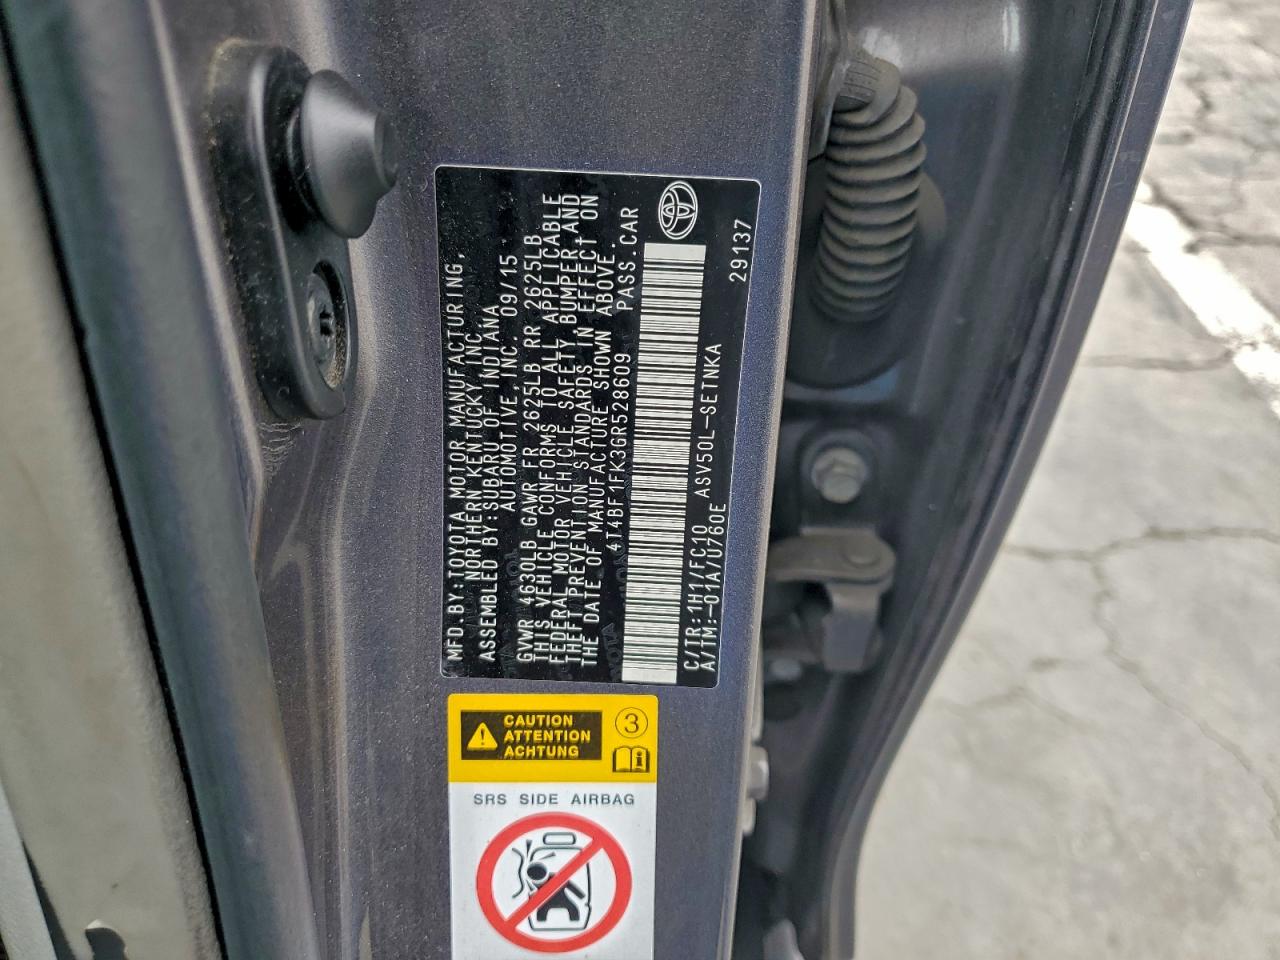 MFD.BY:TOYOTA MOTOR MANUFACTURING,
NORTHERN KENTUCKY,INC.
ASSEMBLED BY:SUBARU OF INDIANA
AUTOMOTIVE,INC. 09/15
GVWR 4630LB GAWR FR 2625LB RR 2625LB
THIS VEHICLE CONFORMS TO ALL APPLICABLE
FEDERAL MOTOR VEHICLE SAFETY,BUMPER,AND
THEFT PREVENTION STANDARDS IN EFFECT ON
THE DATE OF MANUFACTURE SHOWN ABOVE.
4T4BF1FK3GR528609 PASS.CAR
C/TR:1H1/FC10 ASV50L-SETNKA
A/TM:-01A/U760E 29137
CAUTION
ATTENTION
ACHTUNG
3
i
SRS SIDE AIRBAG